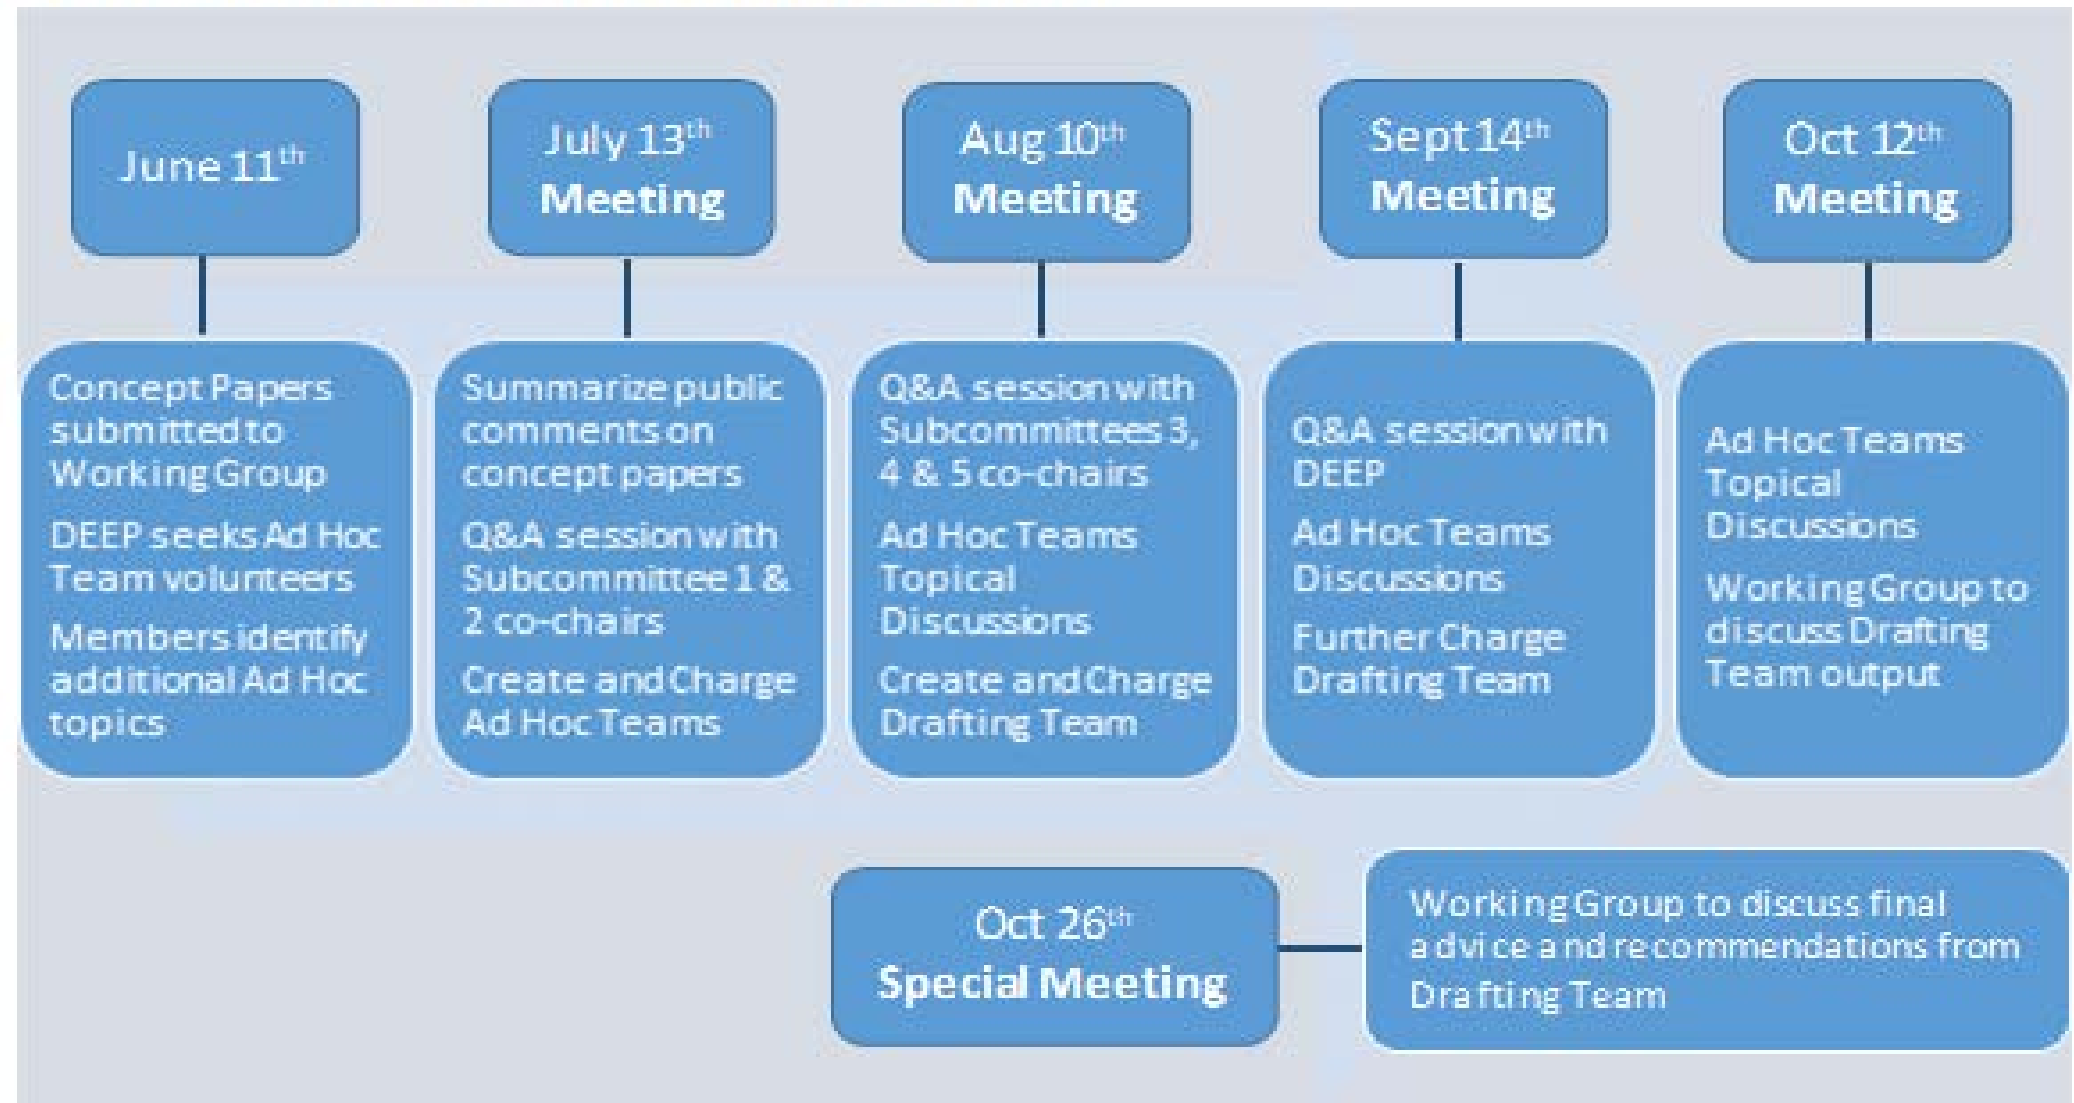 June 11th
Concept Papers
submitted to
Working Group
DEEP seeks Ad Hoc
Team volunteers
Members identify
additional Ad Hoc
topics
July 13th
Meeting
Summarize public
comments on
concept papers
Q&A session with
Subcommittee 1 &
2 co-chairs
Create and Charge
Ad Hoc Teams
Aug 10th
Meeting
Q&A session with
Subcommittees 3,
4 & 5 co-chairs
Ad Hoc Teams
Topical
Discussions
Create and Charge
Drafting Team
Sept 14th
Meeting
Q&A session with
DEEP
Ad Hoc Teams
Discussions
Further Charge
Drafting Team
Oct 12th
Meeting
Ad Hoc Teams
Topical
Discussions
Working Group to
discuss Drafting
Team output
Oct 26th
Special Meeting
Working Group to discuss final
advice and recommendations from
Drafting Team